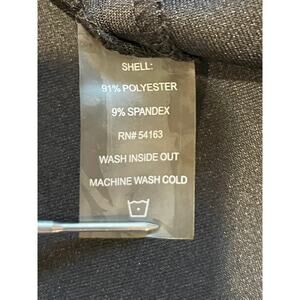 SHELL:
91% POLYESTER
9% SPANDEX
RN# 54163
WASH INSIDE OUT
MACHINE WASH COLD